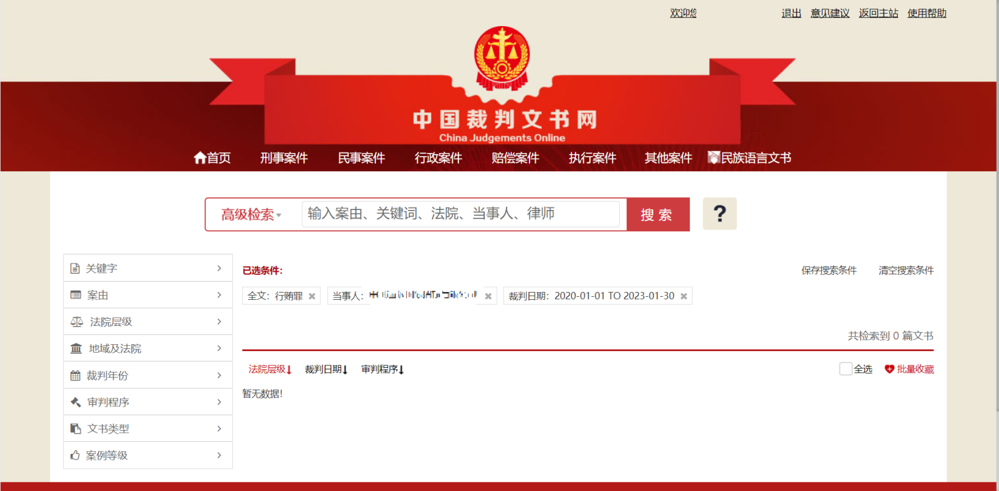 欢迎您 退出 意见建议 返回主站 使用帮助
中国裁判文书网
China Judgements Online
首页 刑事案件 民事案件 行政案件 赔偿案件 执行案件 其他案件 民族语言文书
高级检索 输入案由、关键词、法院、当事人、律师 搜索 ?
关键字
案由
法院层级
地域及法院
裁判年份
审判程序
文书类型
案例等级
已选条件: 保存搜索条件 清空搜索条件
全文：行贿罪 当事人： 裁判日期：2020-01-01 TO 2023-01-30
共检索到 0 篇文书
法院层级 裁判日期 审判程序 全选 批量收藏
暂无数据!